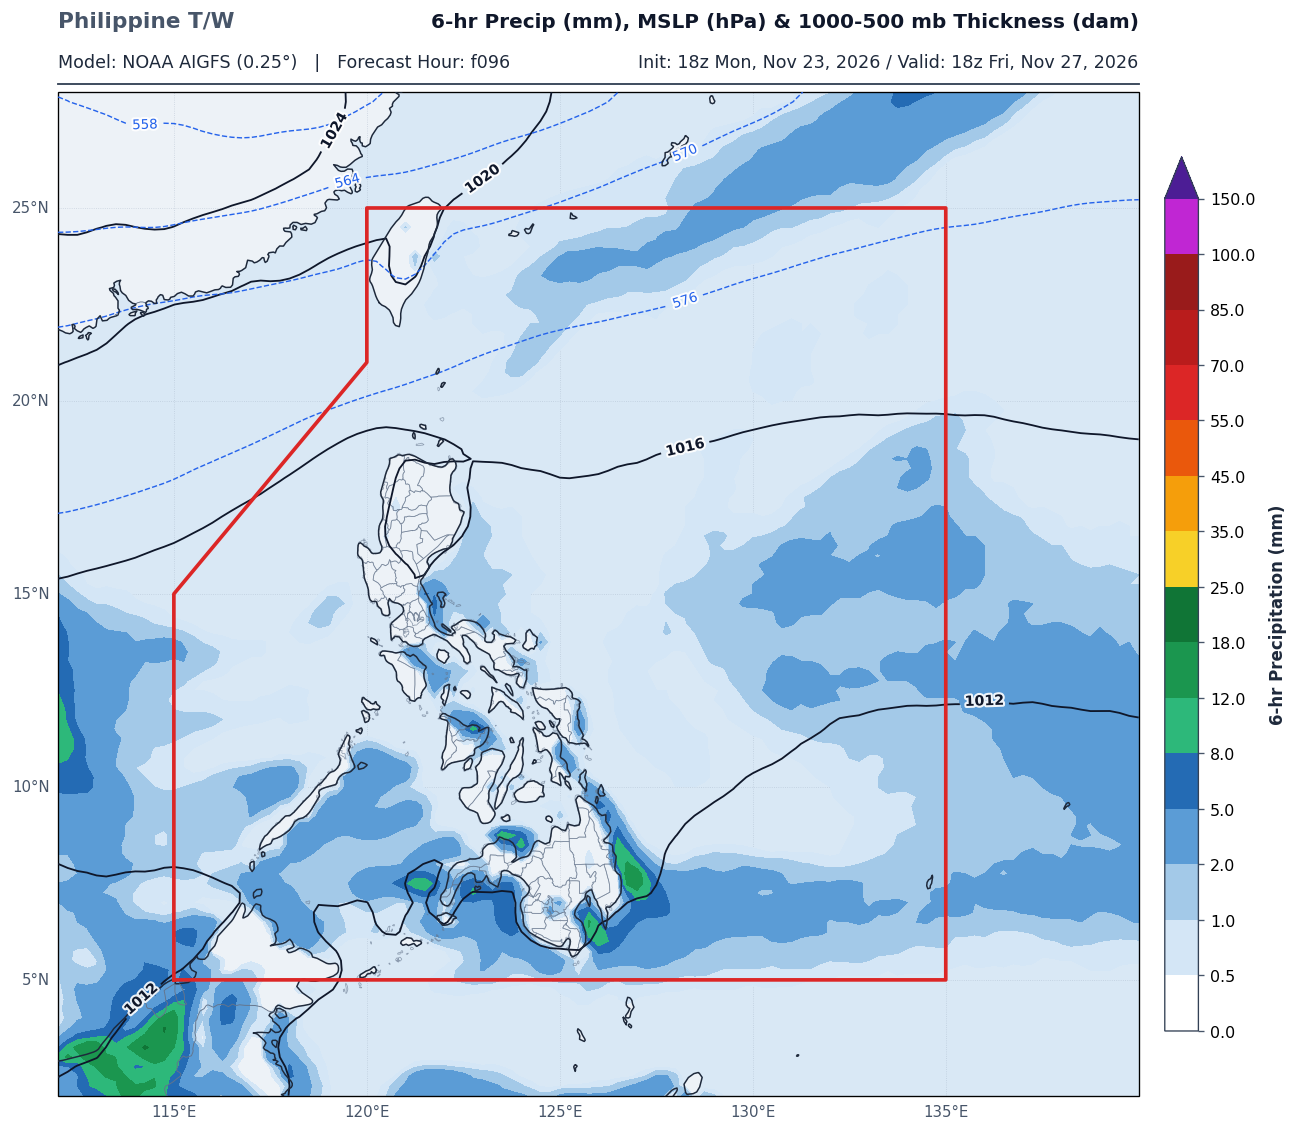 Philippine T/W
6-hr Precip (mm), MSLP (hPa) & 1000-500 mb Thickness (dam)
Model: NOAA AIGFS (0.25°) | Forecast Hour: f096
Init: 18z Mon, Nov 23, 2026 / Valid: 18z Fri, Nov 27, 2026
558
1024
564
1020
570
576
1016
1012
1012
25°N
20°N
15°N
10°N
5°N
115°E
120°E
125°E
130°E
135°E
150.0
100.0
85.0
70.0
55.0
45.0
35.0
25.0
18.0
12.0
8.0
5.0
2.0
1.0
0.5
0.0
6-hr Precipitation (mm)